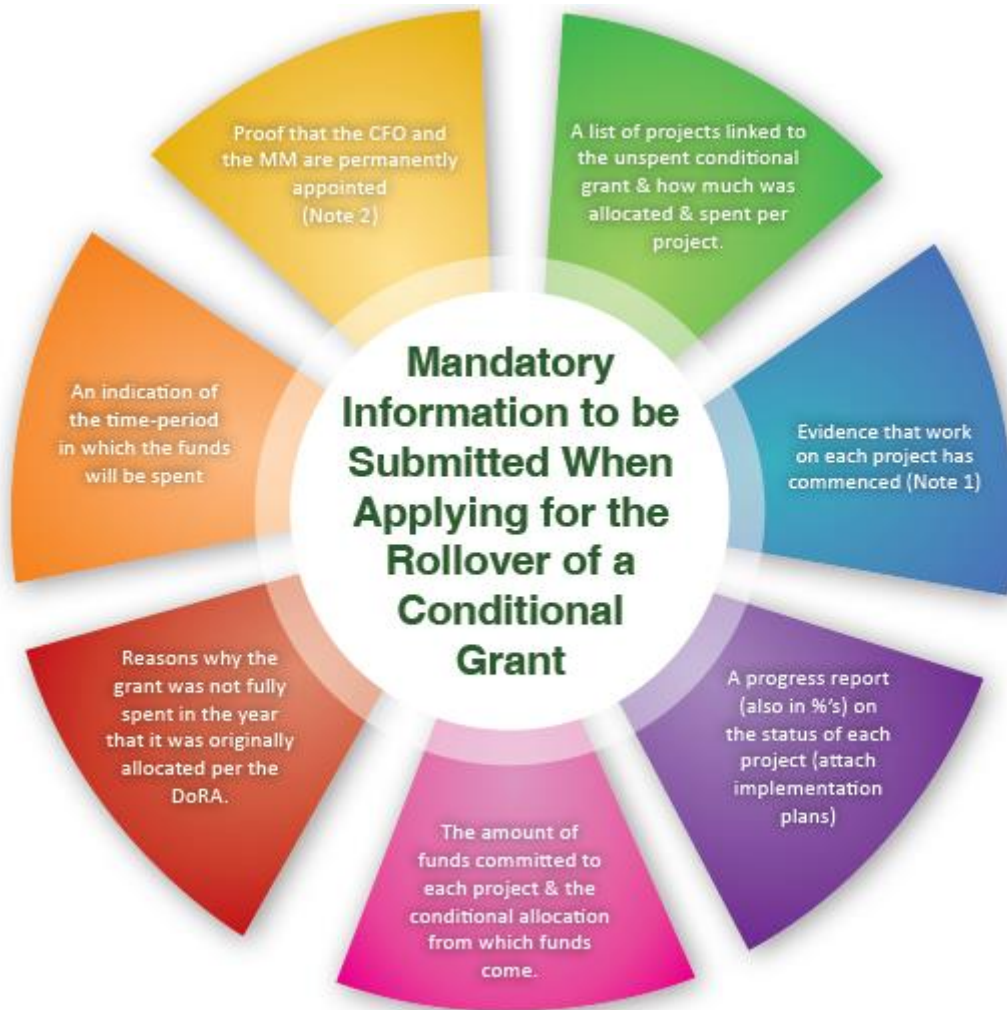 Mandatory
Information to be
Submitted When
Applying for the
Rollover of a
Conditional
Grant
A list of projects linked to
the unspent conditional
grant & how much was
allocated & spent per
project.
Evidence that work
on each project has
commenced (Note 1)
A progress report
(also in %'s) on
the status of each
project (attach
implementation
plans)
The amount of
funds committed to
each project & the
conditional allocation
from which funds
come.
Reasons why the
grant was not fully
spent in the year
that it was originally
allocated per the
DoRA.
An indication of
the time-period
in which the funds
will be spent
Proof that the CFO and
the MM are permanently
appointed
(Note 2)